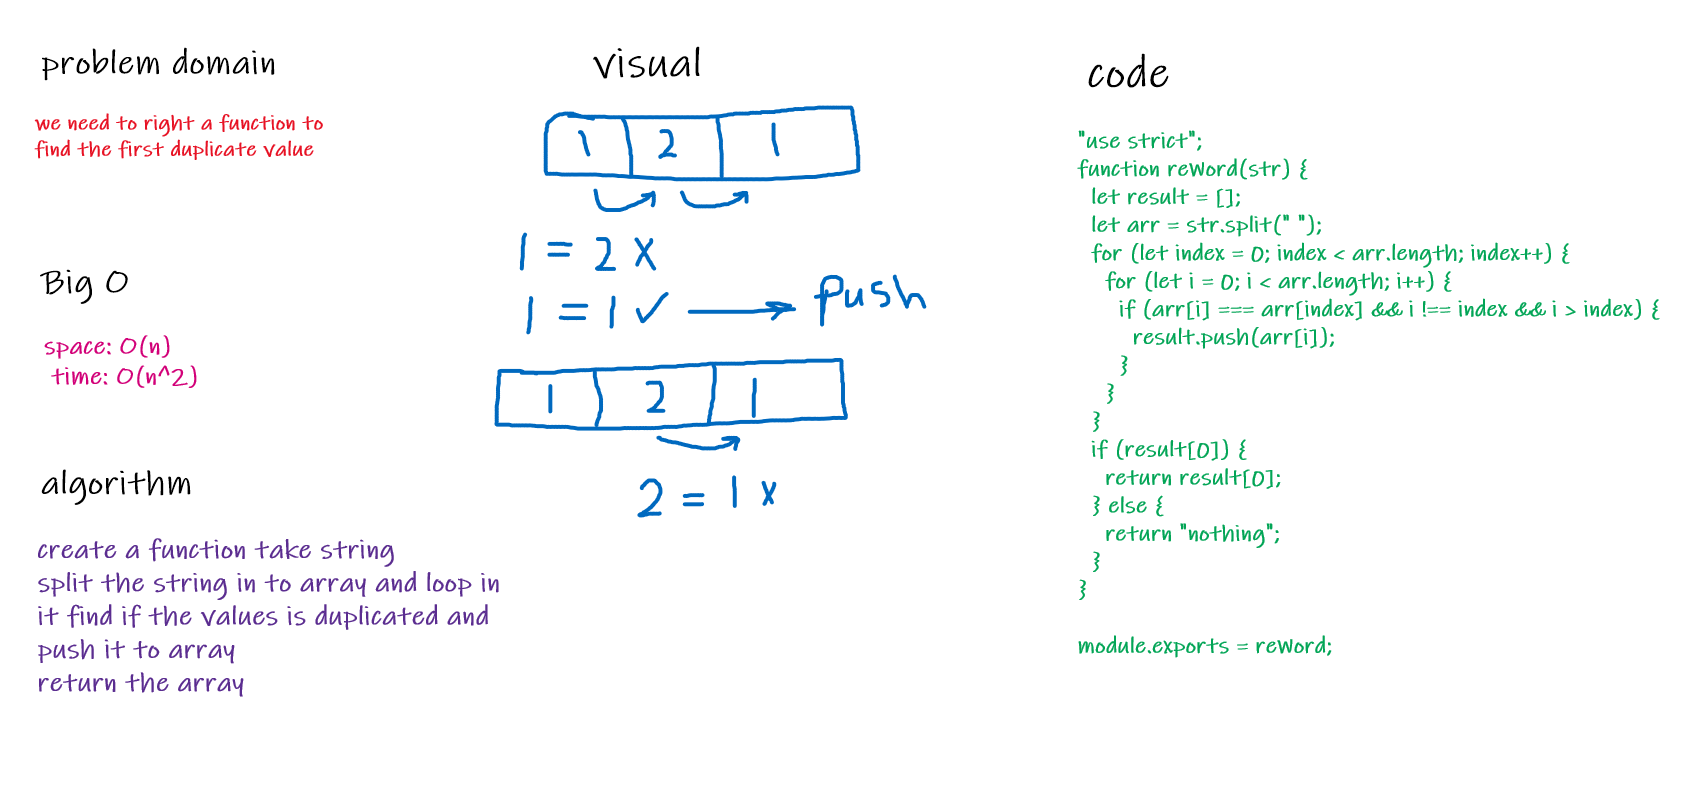 problem domain
we need to right a function to
find the first duplicate value
Big O
space: O(n)
time: O(n^2)
algorithm
create a function take string
split the string in to array and loop in
it find if the values is duplicated and
push it to array
return the array
visual
1 2 1
1 = 2 x
1 = 1 ✓ → push
1 2 1
2 = 1 x
code
"use strict";
function reWord(str) {
let result = [];
let arr = str.split(" ");
for (let index = 0; index < arr.length; index++) {
for (let i = 0; i < arr.length; i++) {
if (arr[i] === arr[index] && i !== index && i > index) {
result.push(arr[i]);
}
}
}
if (result[0]) {
return result[0];
} else {
return "nothing";
}
}
module.exports = reWord;